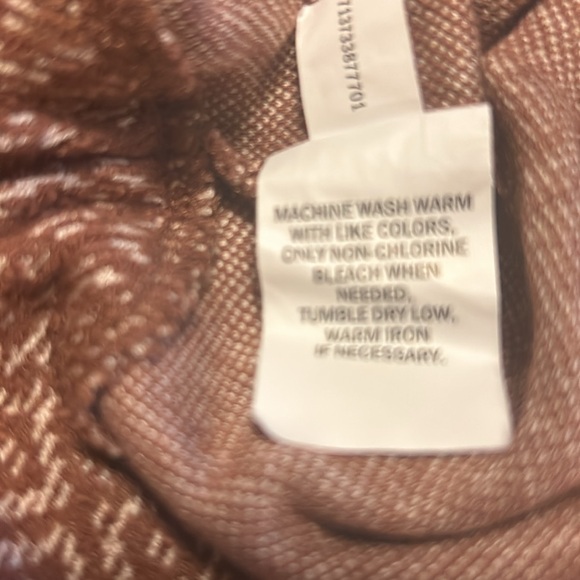 713733877701
MACHINE WASH WARM
WITH LIKE COLORS,
ONLY NON-CHLORINE
BLEACH WHEN
NEEDED,
TUMBLE DRY LOW,
WARM IRON
IF NECESSARY.